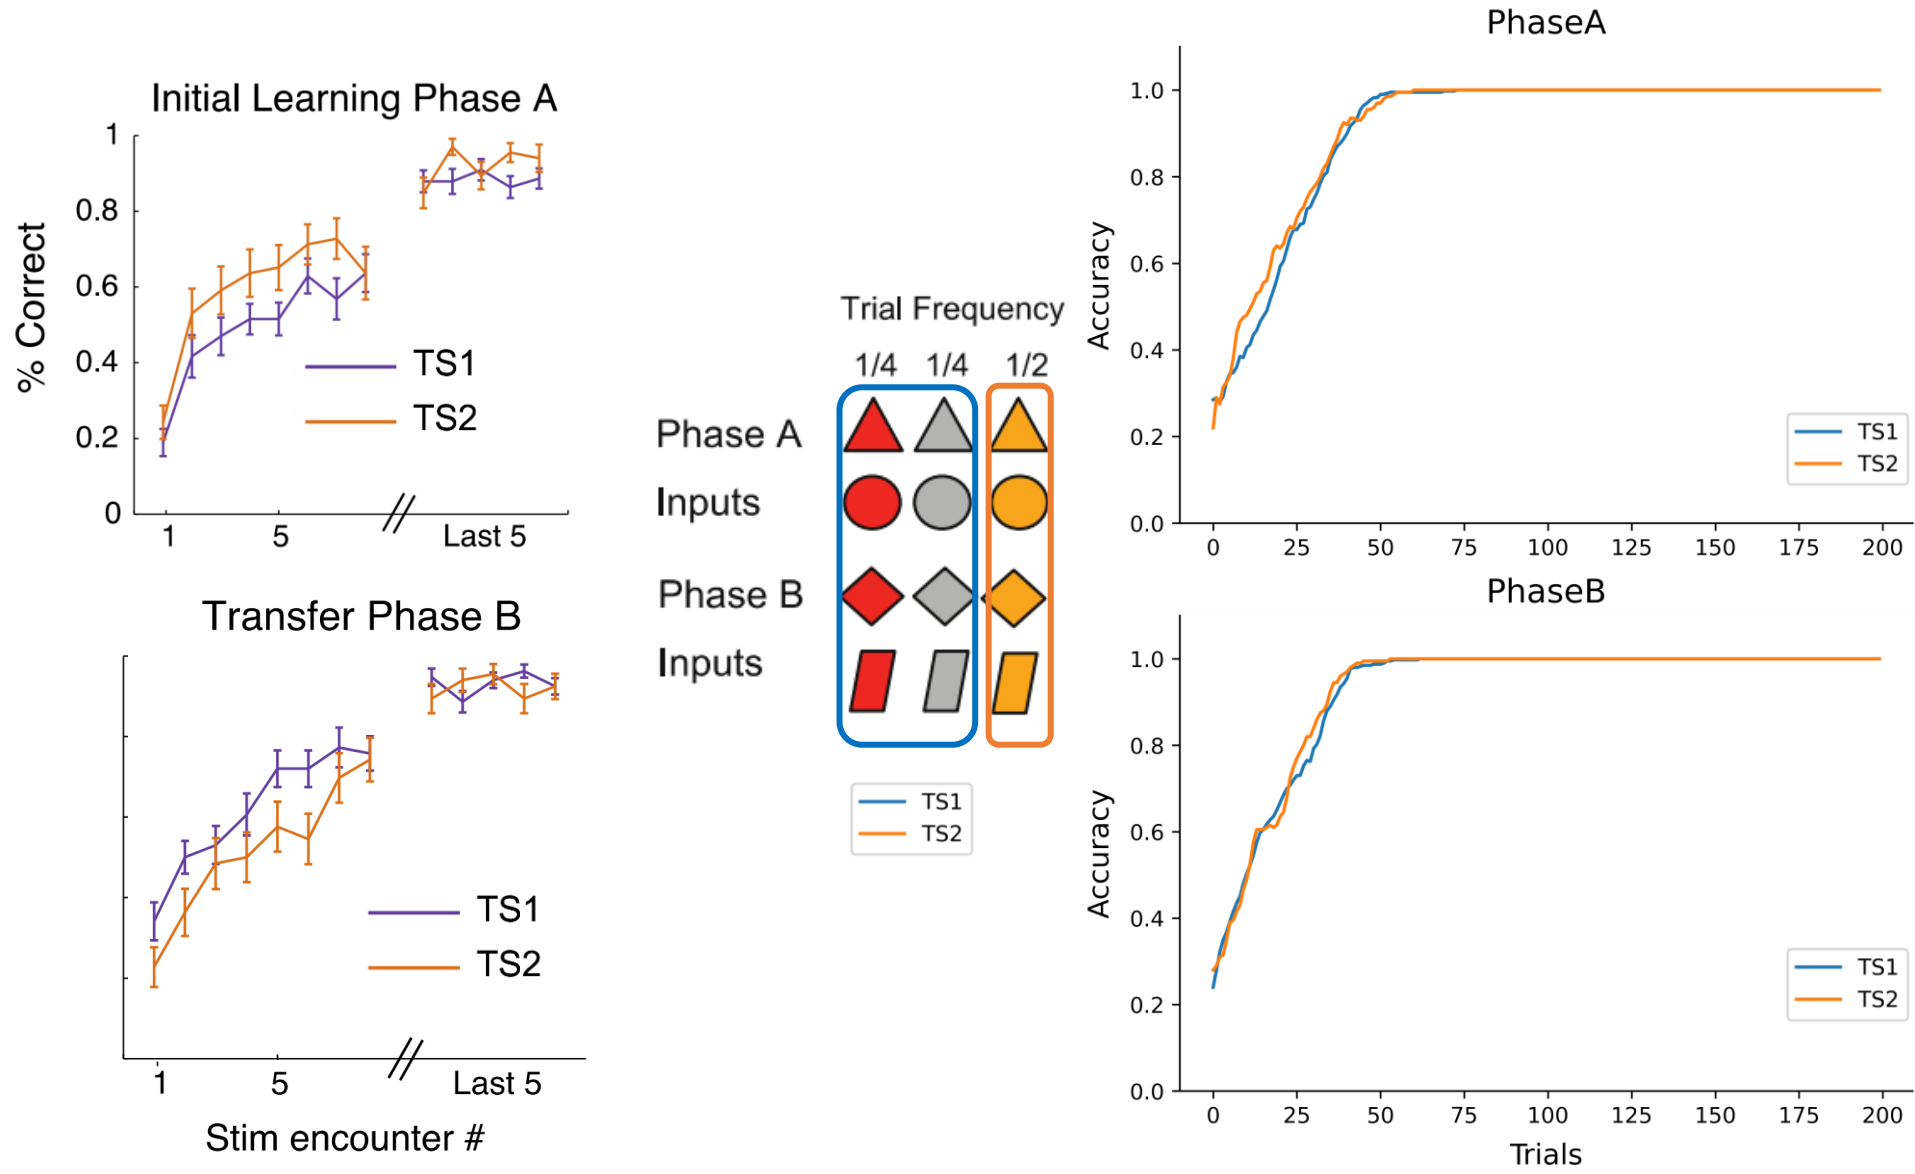 Initial Learning Phase A
% Correct
1
0.8
0.6
0.4
0.2
0
TS1
TS2
1
5
Last 5
Transfer Phase B
TS1
TS2
1
5
Last 5
Stim encounter #
Trial Frequency
1/4 1/4 1/2
Phase A
Inputs
Phase B
Inputs
TS1
TS2
PhaseA
Accuracy
1.0
0.8
0.6
0.4
0.2
0.0
TS1
TS2
0 25 50 75 100 125 150 175 200
PhaseB
Accuracy
1.0
0.8
0.6
0.4
0.2
0.0
TS1
TS2
0 25 50 75 100 125 150 175 200
Trials